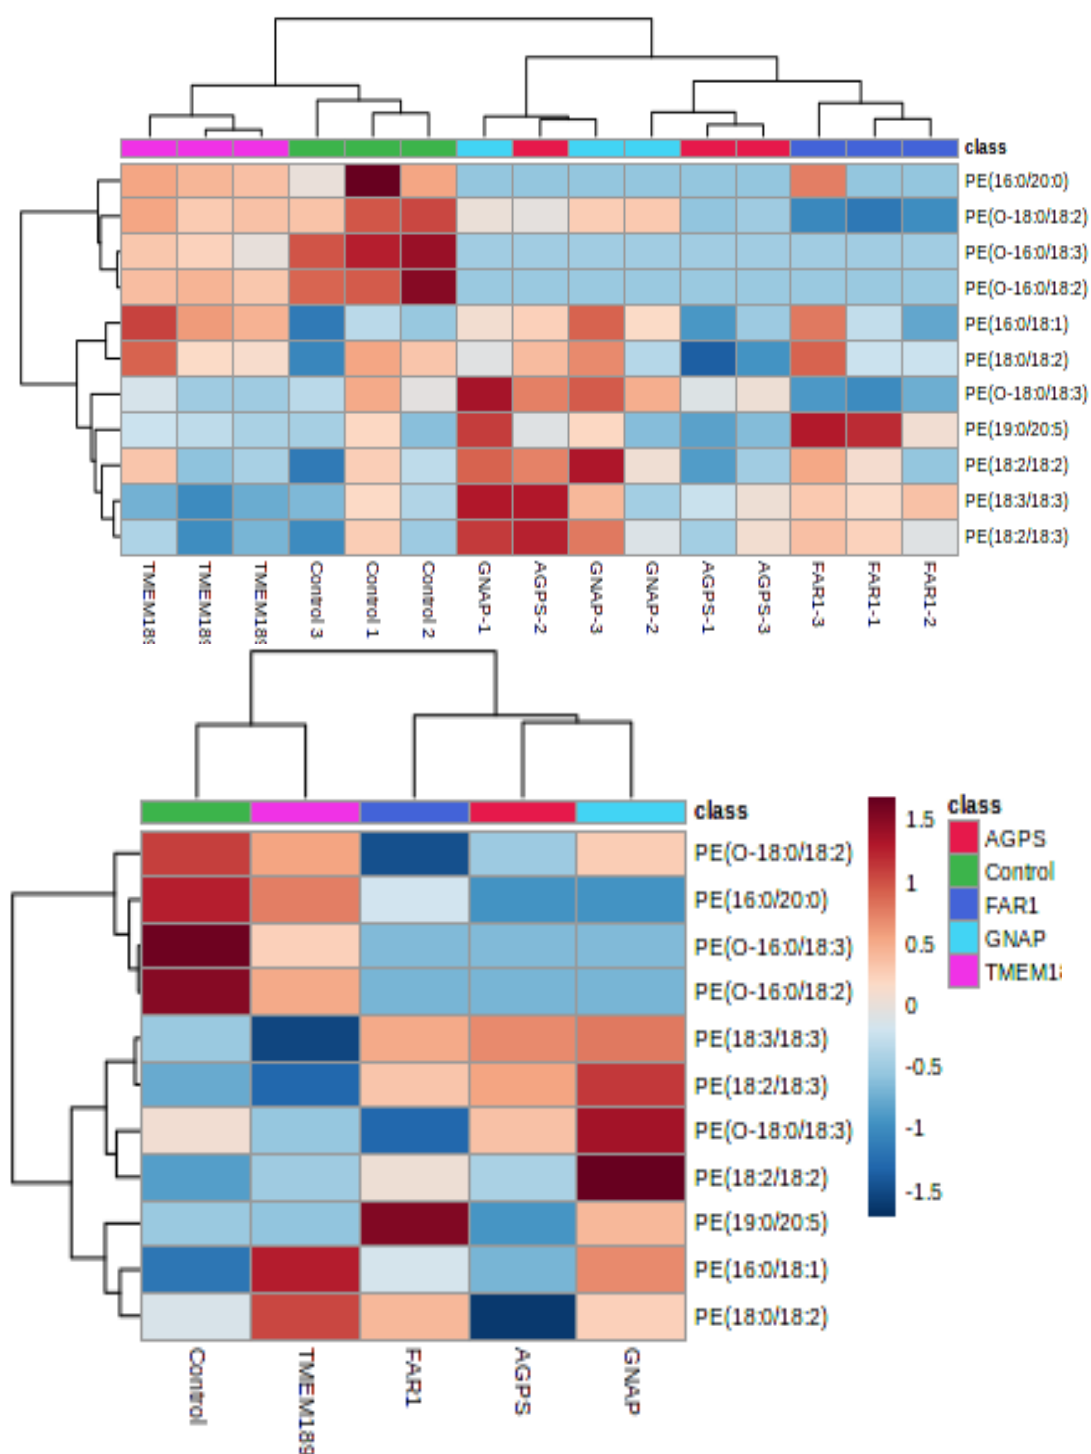 class
PE(16:0/20:0)
PE(O-18:0/18:2)
PE(O-16:0/18:3)
PE(O-16:0/18:2)
PE(16:0/18:1)
PE(18:0/18:2)
PE(O-18:0/18:3)
PE(19:0/20:5)
PE(18:2/18:2)
PE(18:3/18:3)
PE(18:2/18:3)
TMEM189
TMEM189
TMEM189
Control 3
Control 1
Control 2
GNAP-1
AGPS-2
GNAP-3
GNAP-2
AGPS-1
AGPS-3
FAR1-3
FAR1-1
FAR1-2
class
PE(O-18:0/18:2)
PE(16:0/20:0)
PE(O-16:0/18:3)
PE(O-16:0/18:2)
PE(18:3/18:3)
PE(18:2/18:3)
PE(O-18:0/18:3)
PE(18:2/18:2)
PE(19:0/20:5)
PE(16:0/18:1)
PE(18:0/18:2)
Control
TMEM189
FAR1
AGPS
GNAP
1.5
1
0.5
0
-0.5
-1
-1.5
class
AGPS
Control
FAR1
GNAP
TMEM18